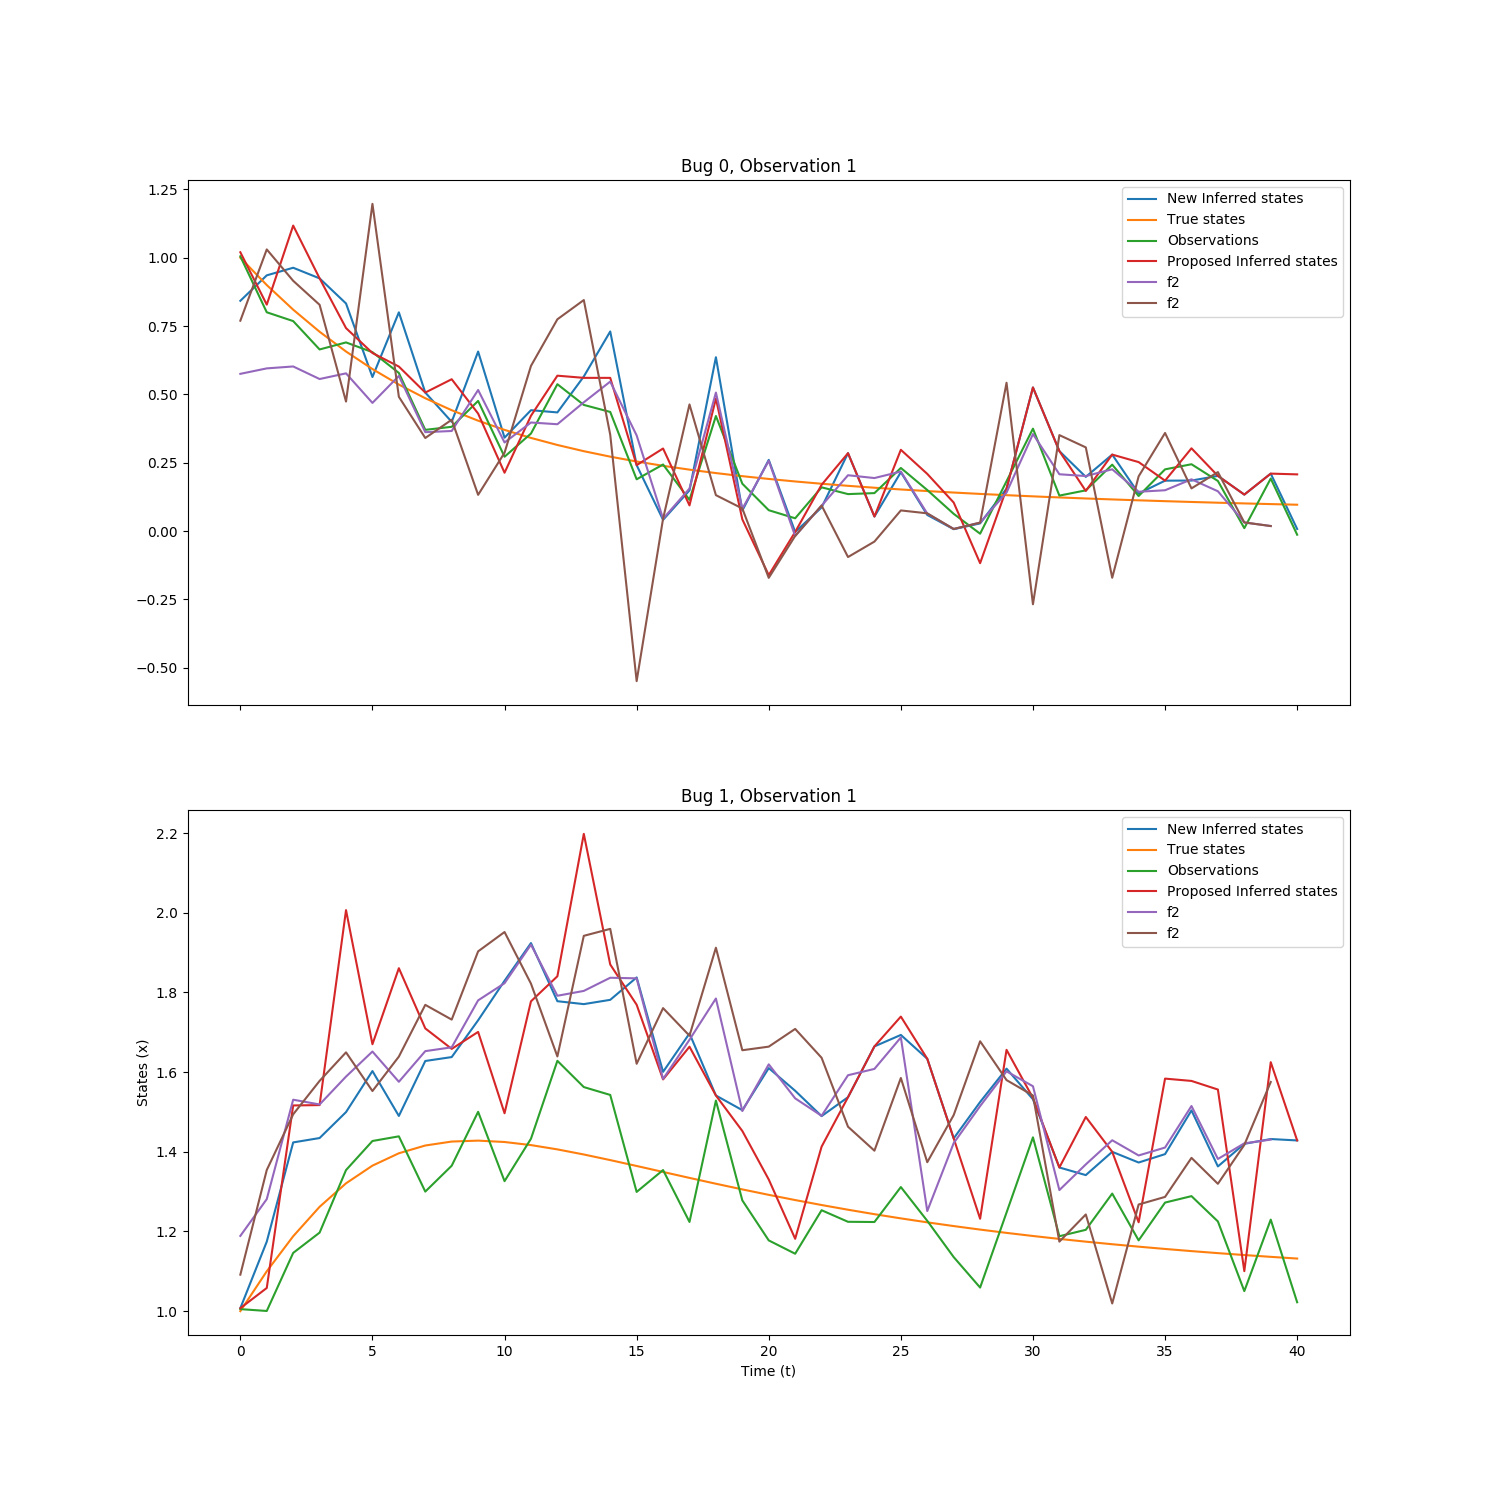 Bug 0, Observation 1
1.25
1.00
0.75
0.50
0.25
0.00
−0.25
−0.50
New Inferred states
True states
Observations
Proposed Inferred states
f2
f2
Bug 1, Observation 1
States (x)
2.2
2.0
1.8
1.6
1.4
1.2
1.0
New Inferred states
True states
Observations
Proposed Inferred states
f2
f2
0 5 10 15 20 25 30 35 40
Time (t)